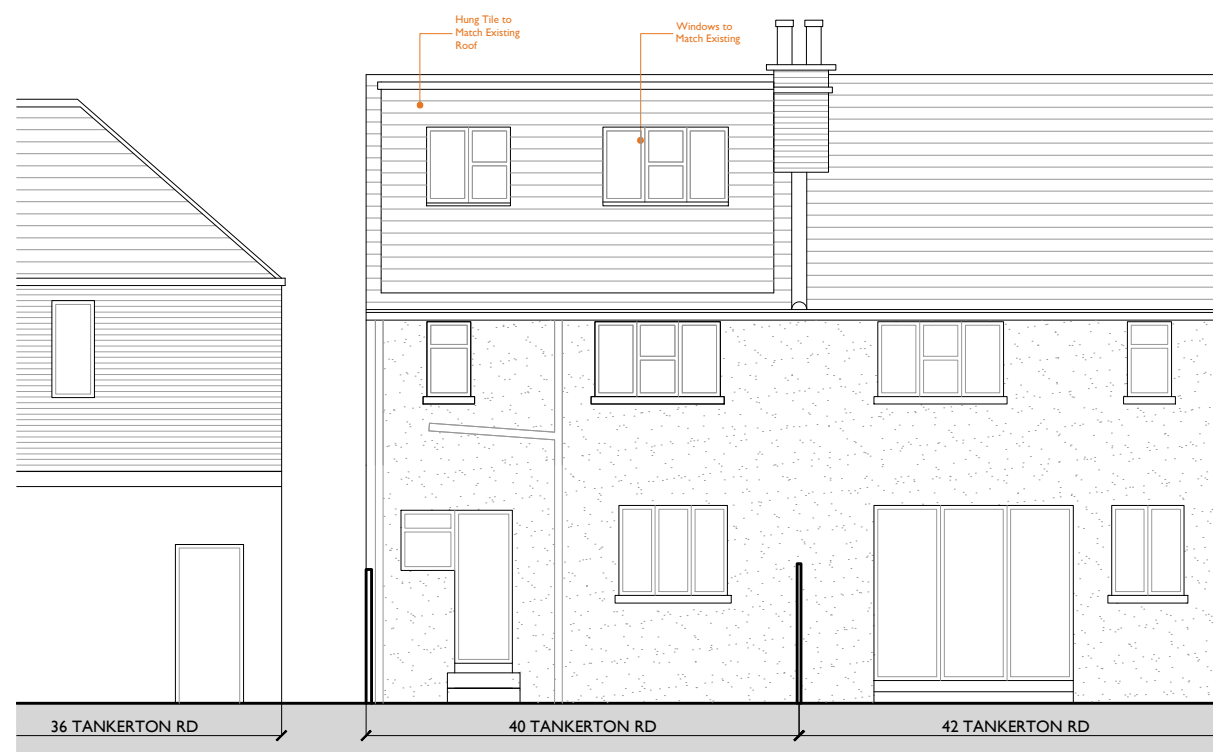 Hung Tile to
Match Existing
Roof
Windows to
Match Existing
36 TANKERTON RD
40 TANKERTON RD
42 TANKERTON RD